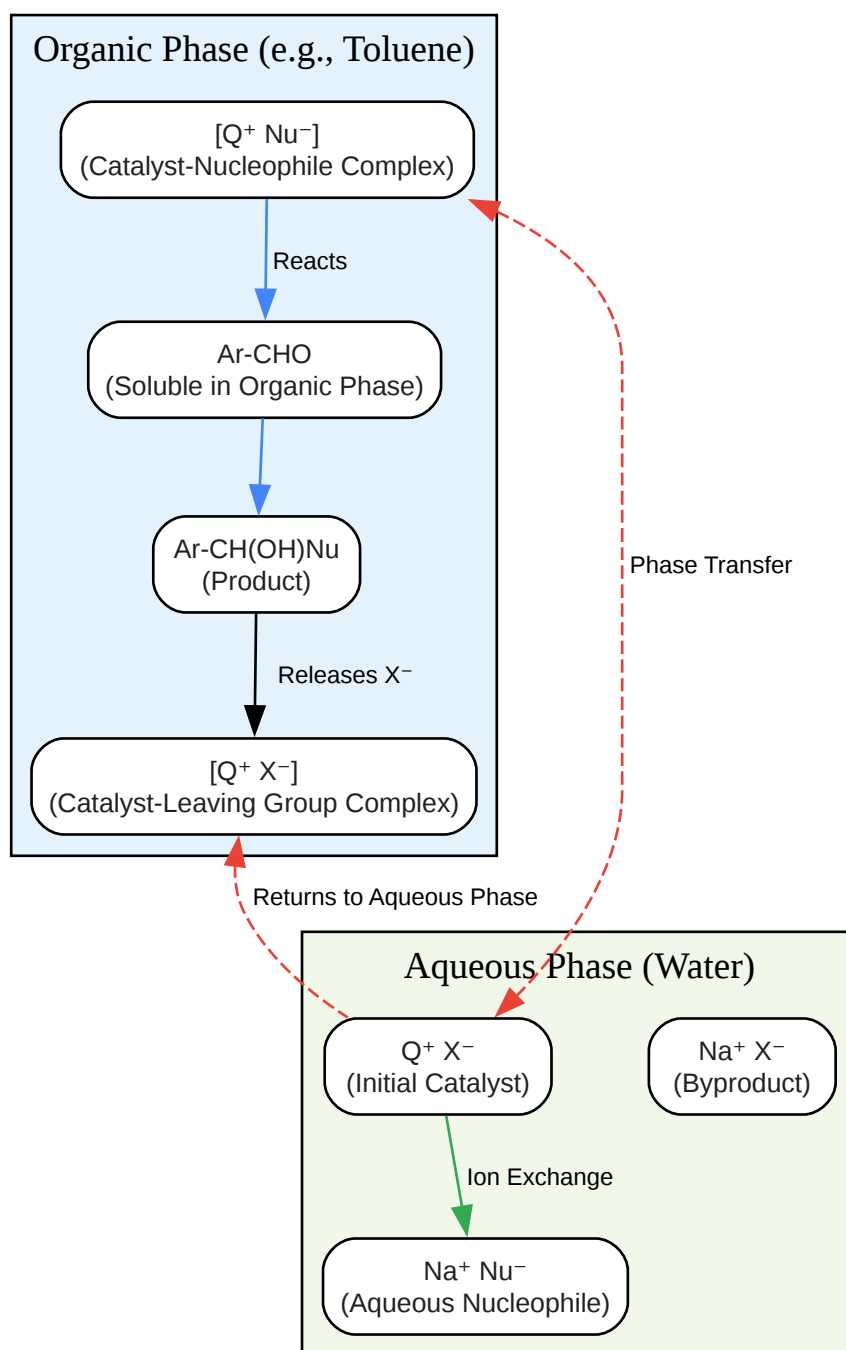 Organic Phase (e.g., Toluene)
[Q⁺ Nu⁻]
(Catalyst-Nucleophile Complex)
Reacts
Ar-CHO
(Soluble in Organic Phase)
Ar-CH(OH)Nu
(Product)
Phase Transfer
Releases X⁻
[Q⁺ X⁻]
(Catalyst-Leaving Group Complex)
Returns to Aqueous Phase
Aqueous Phase (Water)
Q⁺ X⁻
(Initial Catalyst)
Na⁺ X⁻
(Byproduct)
Ion Exchange
Na⁺ Nu⁻
(Aqueous Nucleophile)